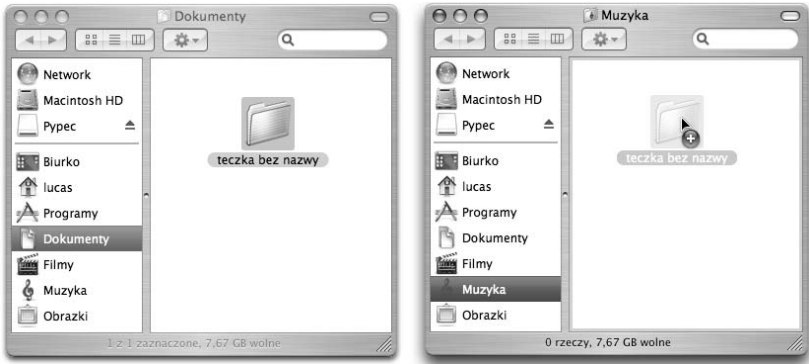 Dokumenty
Network
Macintosh HD
Pypec
Biurko
lucas
Programy
Dokumenty
Filmy
Muzyka
Obrazki
teczka bez nazwy
1 z 1 zaznaczone, 7,67 GB wolne
Muzyka
Network
Macintosh HD
Pypec
Biurko
lucas
Programy
Dokumenty
Filmy
Muzyka
Obrazki
teczka bez nazwy
0 rzeczy, 7,67 GB wolne